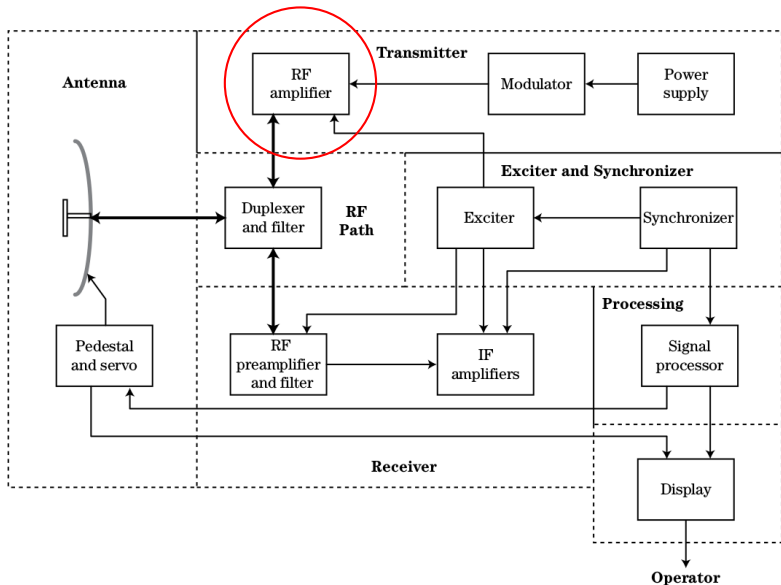 Antenna
Transmitter
RF
amplifier
Modulator
Power
supply
Exciter and Synchronizer
Duplexer
and filter
RF
Path
Exciter
Synchronizer
Processing
Pedestal
and servo
RF
preamplifier
and filter
IF
amplifiers
Signal
processor
Receiver
Display
Operator